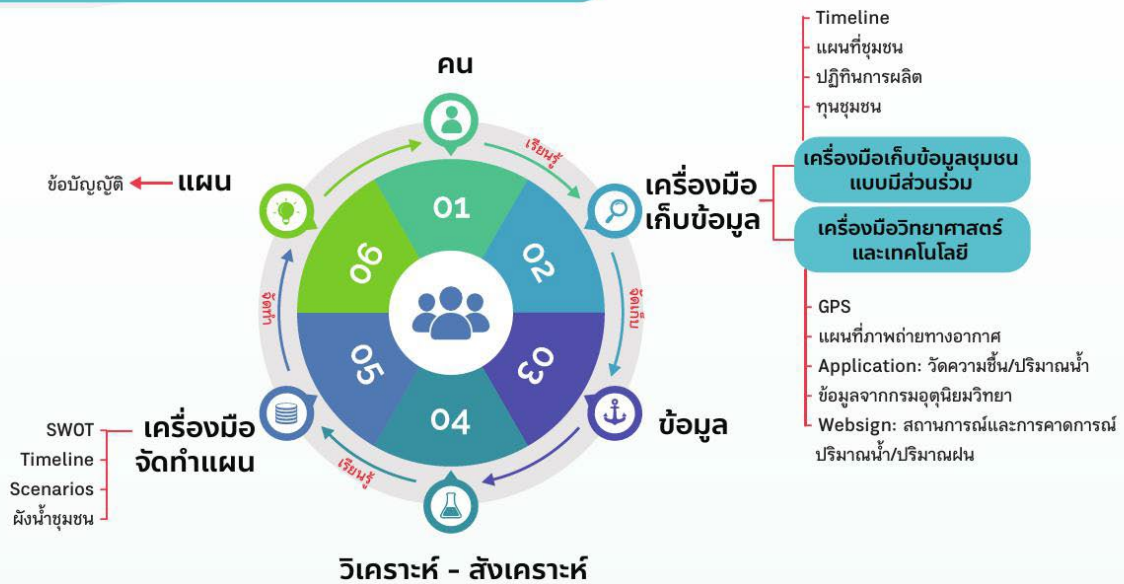 Timeline
แผนที่ชุมชน
ปฏิทินการผลิต
ทุนชุมชน
เครื่องมือเก็บข้อมูลชุมชน
แบบมีส่วนร่วม
เครื่องมือวิทยาศาสตร์
และเทคโนโลยี
GPS
แผนที่ภาพถ่ายทางอากาศ
Application: วัดความชื้น/ปริมาณน้ำ
ข้อมูลจากกรมอุตุนิยมวิทยา
Websign: สถานการณ์และการคาดการณ์
ปริมาณน้ำ/ปริมาณฝน
คน
เรียนรู้
เครื่องมือ
เก็บข้อมูล
จัดเก็บ
ข้อมูล
วิเคราะห์ - สังเคราะห์
เรียนรู้
เครื่องมือ
จัดทำแผน
SWOT
Timeline
Scenarios
ผังน้ำชุมชน
จัดทำ
แผน
ข้อบัญญัติ
01
02
03
04
05
06